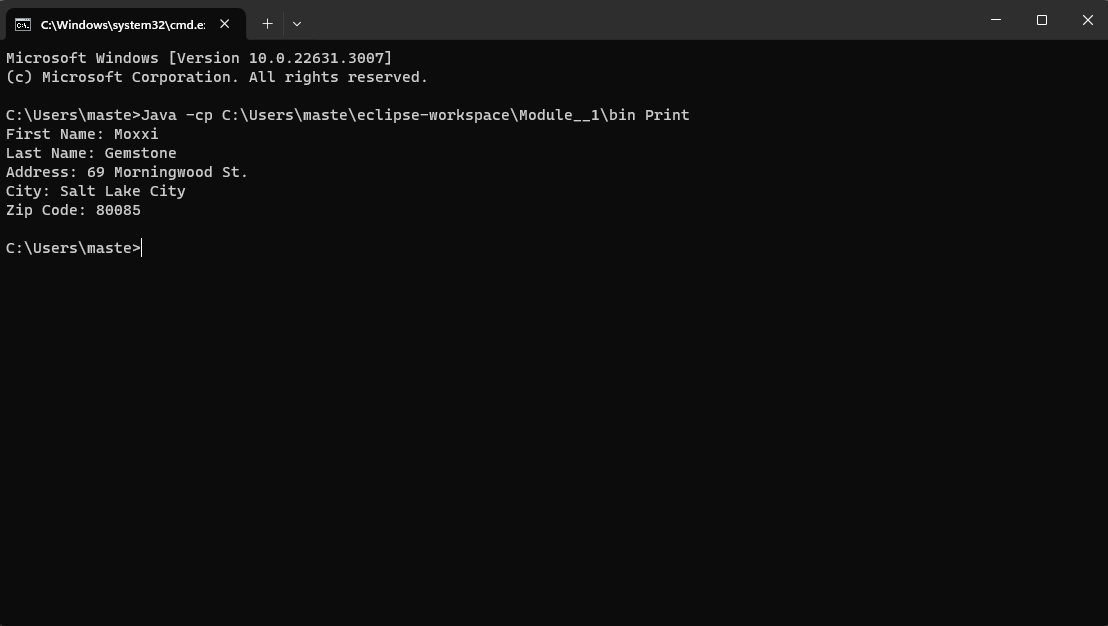 C:\Windows\system32\cmd.e:
Microsoft Windows [Version 10.0.22631.3007]
(c) Microsoft Corporation. All rights reserved.
C:\Users\maste>Java -cp C:\Users\maste\eclipse-workspace\Module__1\bin Print
First Name: Moxxi
Last Name: Gemstone
Address: 69 Morningwood St.
City: Salt Lake City
Zip Code: 80085
C:\Users\maste>